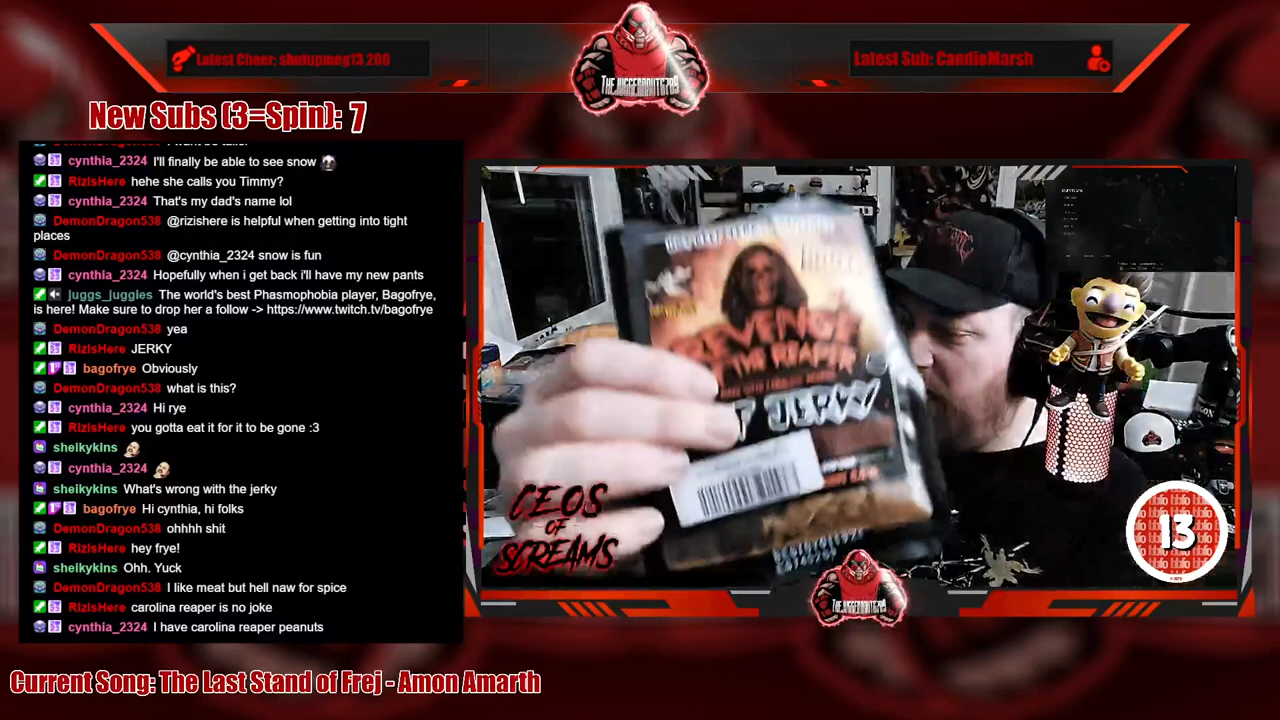 Latest Cheer: shutupmeg13 200
THEJUGGERNAUT6789
Latest Sub: CandieMarsh
New Subs (3=Spin): 7
cynthia_2324 I'll finally be able to see snow
RizIsHere hehe she calls you Timmy?
cynthia_2324 That's my dad's name lol
DemonDragon538 @rizishere is helpful when getting into tight
places
DemonDragon538 @cynthia_2324 snow is fun
cynthia_2324 Hopefully when i get back i'll have my new pants
juggs_juggles The world's best Phasmophobia player, Bagofrye,
is here! Make sure to drop her a follow -> https://www.twitch.tv/bagofrye
DemonDragon538 yea
RizIsHere JERKY
bagofrye Obviously
DemonDragon538 what is this?
cynthia_2324 Hi rye
RizIsHere you gotta eat it for it to be gone :3
sheikykins
cynthia_2324
sheikykins What's wrong with the jerky
bagofrye Hi cynthia, hi folks
DemonDragon538 ohhhh shit
RizIsHere hey frye!
sheikykins Ohh. Yuck
DemonDragon538 I like meat but hell naw for spice
RizIsHere carolina reaper is no joke
cynthia_2324 I have carolina reaper peanuts
REVENGE
REAPER
JERKY
CEOS
OF
SCREAMS
13
Current Song: The Last Stand of Frej - Amon Amarth